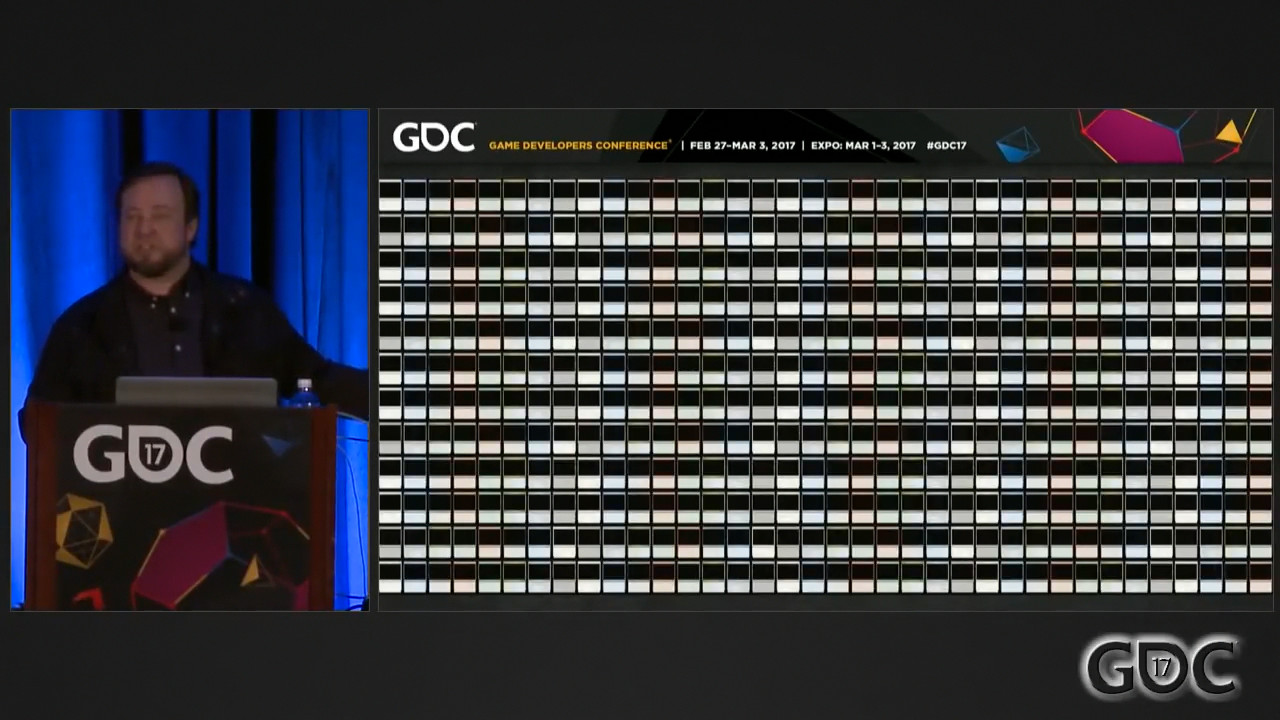 GDC
GAME DEVELOPERS CONFERENCE® | FEB 27–MAR 3, 2017 | EXPO: MAR 1–3, 2017 #GDC17
GDC
17
GDC
17